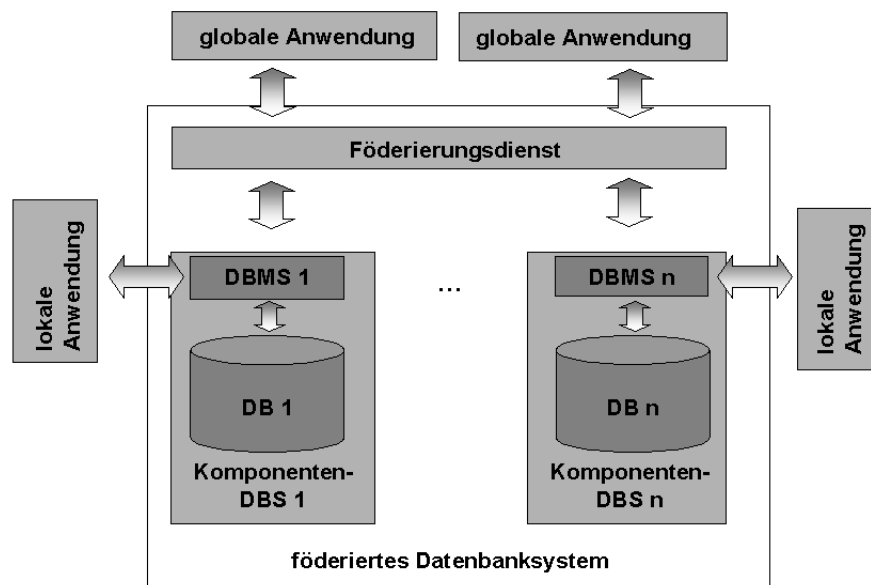 globale Anwendung
globale Anwendung
Föderierungsdienst
lokale
Anwendung
DBMS 1
...
DBMS n
lokale
Anwendung
DB 1
DB n
Komponenten-
DBS 1
Komponenten-
DBS n
föderiertes Datenbanksystem